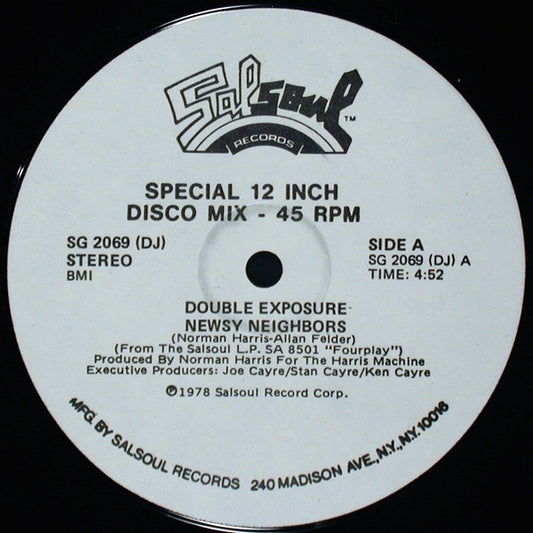 Salsoul™
RECORDS
SPECIAL 12 INCH
DISCO MIX - 45 RPM
SG 2069 (DJ)
STEREO
BMI
SIDE A
SG 2069 (DJ) A
TIME: 4:52
DOUBLE EXPOSURE
NEWSY NEIGHBORS
(Norman Harris-Allan Felder)
(From The Salsoul L.P. SA 8501 "Fourplay")
Produced By Norman Harris For The Harris Machine
Executive Producers: Joe Cayre/Stan Cayre/Ken Cayre
℗1978 Salsoul Record Corp.
MFG. BY SALSOUL RECORDS 240 MADISON AVE., N.Y., N.Y. 10016